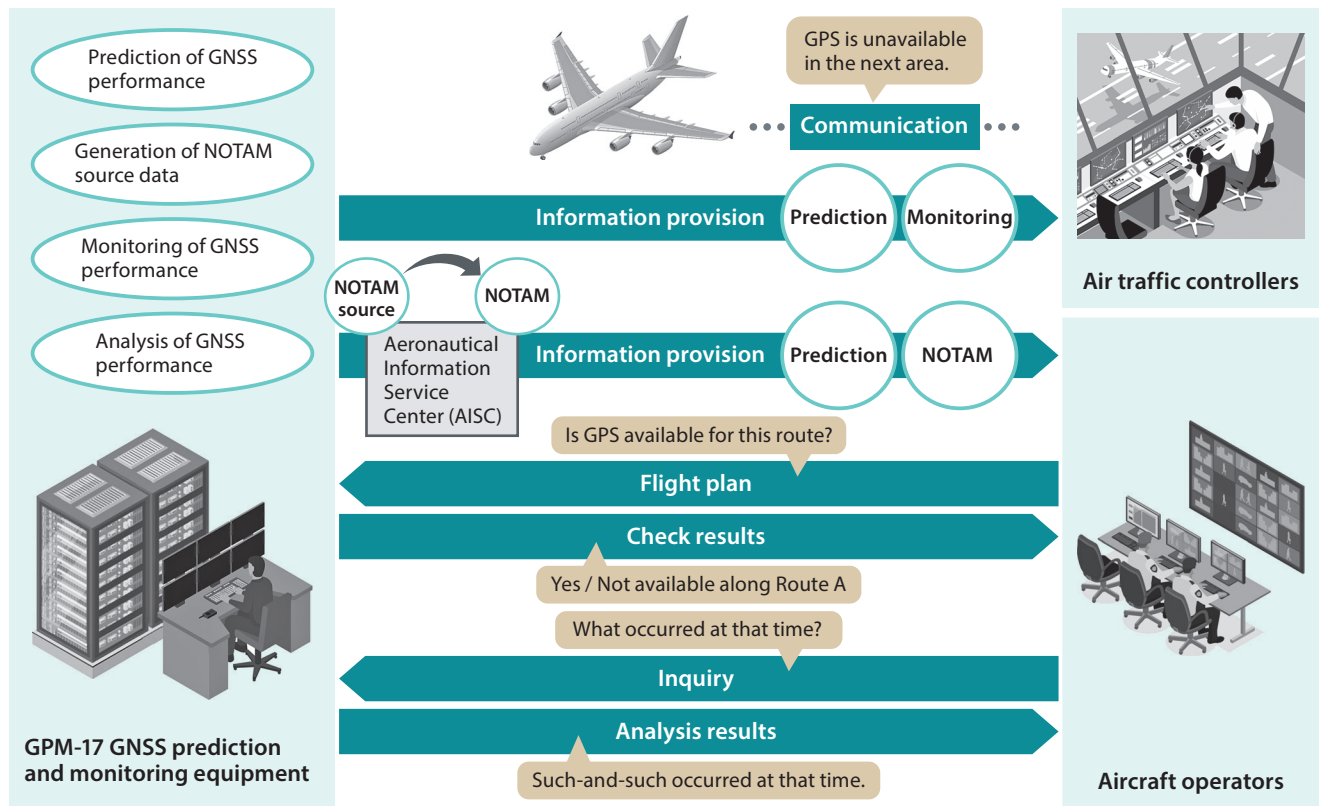 Prediction of GNSS
performance
Generation of NOTAM
source data
Monitoring of GNSS
performance
Analysis of GNSS
performance
GPM-17 GNSS prediction
and monitoring equipment
GPS is unavailable
in the next area.
Communication
Information provision
Prediction
Monitoring
NOTAM
source
NOTAM
Aeronautical
Information
Service
Center (AISC)
Information provision
Prediction
NOTAM
Is GPS available for this route?
Flight plan
Check results
Yes / Not available along Route A
What occurred at that time?
Inquiry
Analysis results
Such-and-such occurred at that time.
Air traffic controllers
Aircraft operators